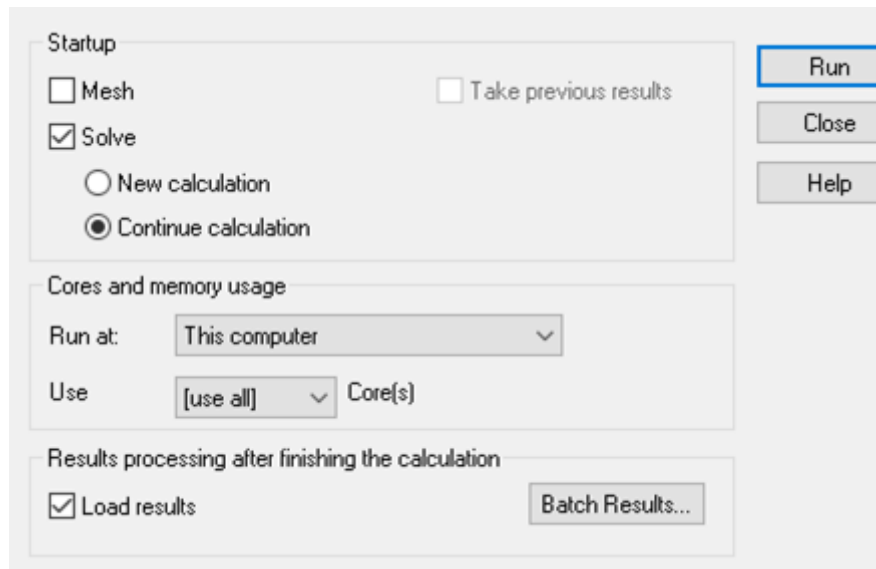 Startup
Run
Mesh
Take previous results
Close
Solve
Help
New calculation
Continue calculation
Cores and memory usage
Run at:
This computer
Use
[use all]
Core(s)
Results processing after finishing the calculation
Load results
Batch Results...